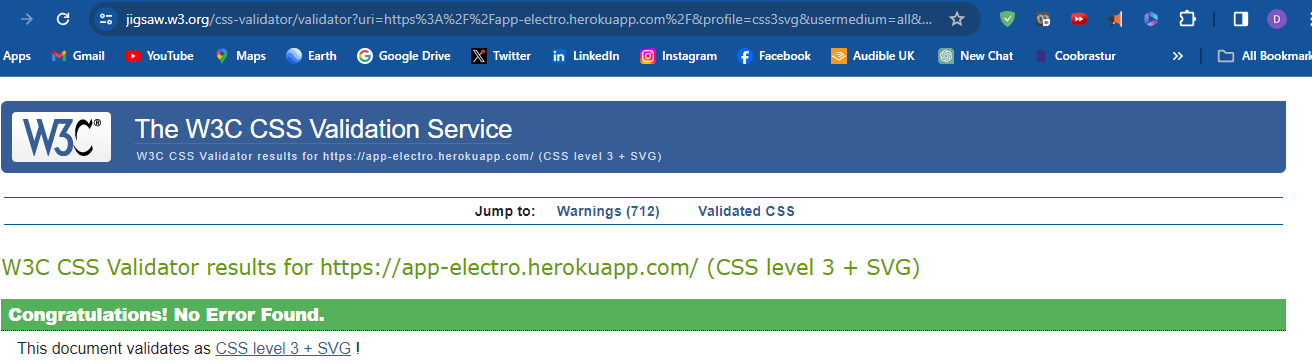 jigsaw.w3.org/css-validator/validator?uri=https%3A%2F%2Fapp-electro.herokuapp.com%2F&profile=css3svg&usermedium=all&...
D
Apps Gmail YouTube Maps Earth Google Drive Twitter LinkedIn Instagram Facebook Audible UK New Chat Coobrastur » All Bookmark
W3C® The W3C CSS Validation Service
W3C CSS Validator results for https://app-electro.herokuapp.com/ (CSS level 3 + SVG)
Jump to: Warnings (712) Validated CSS
W3C CSS Validator results for https://app-electro.herokuapp.com/ (CSS level 3 + SVG)
Congratulations! No Error Found.
This document validates as CSS level 3 + SVG !